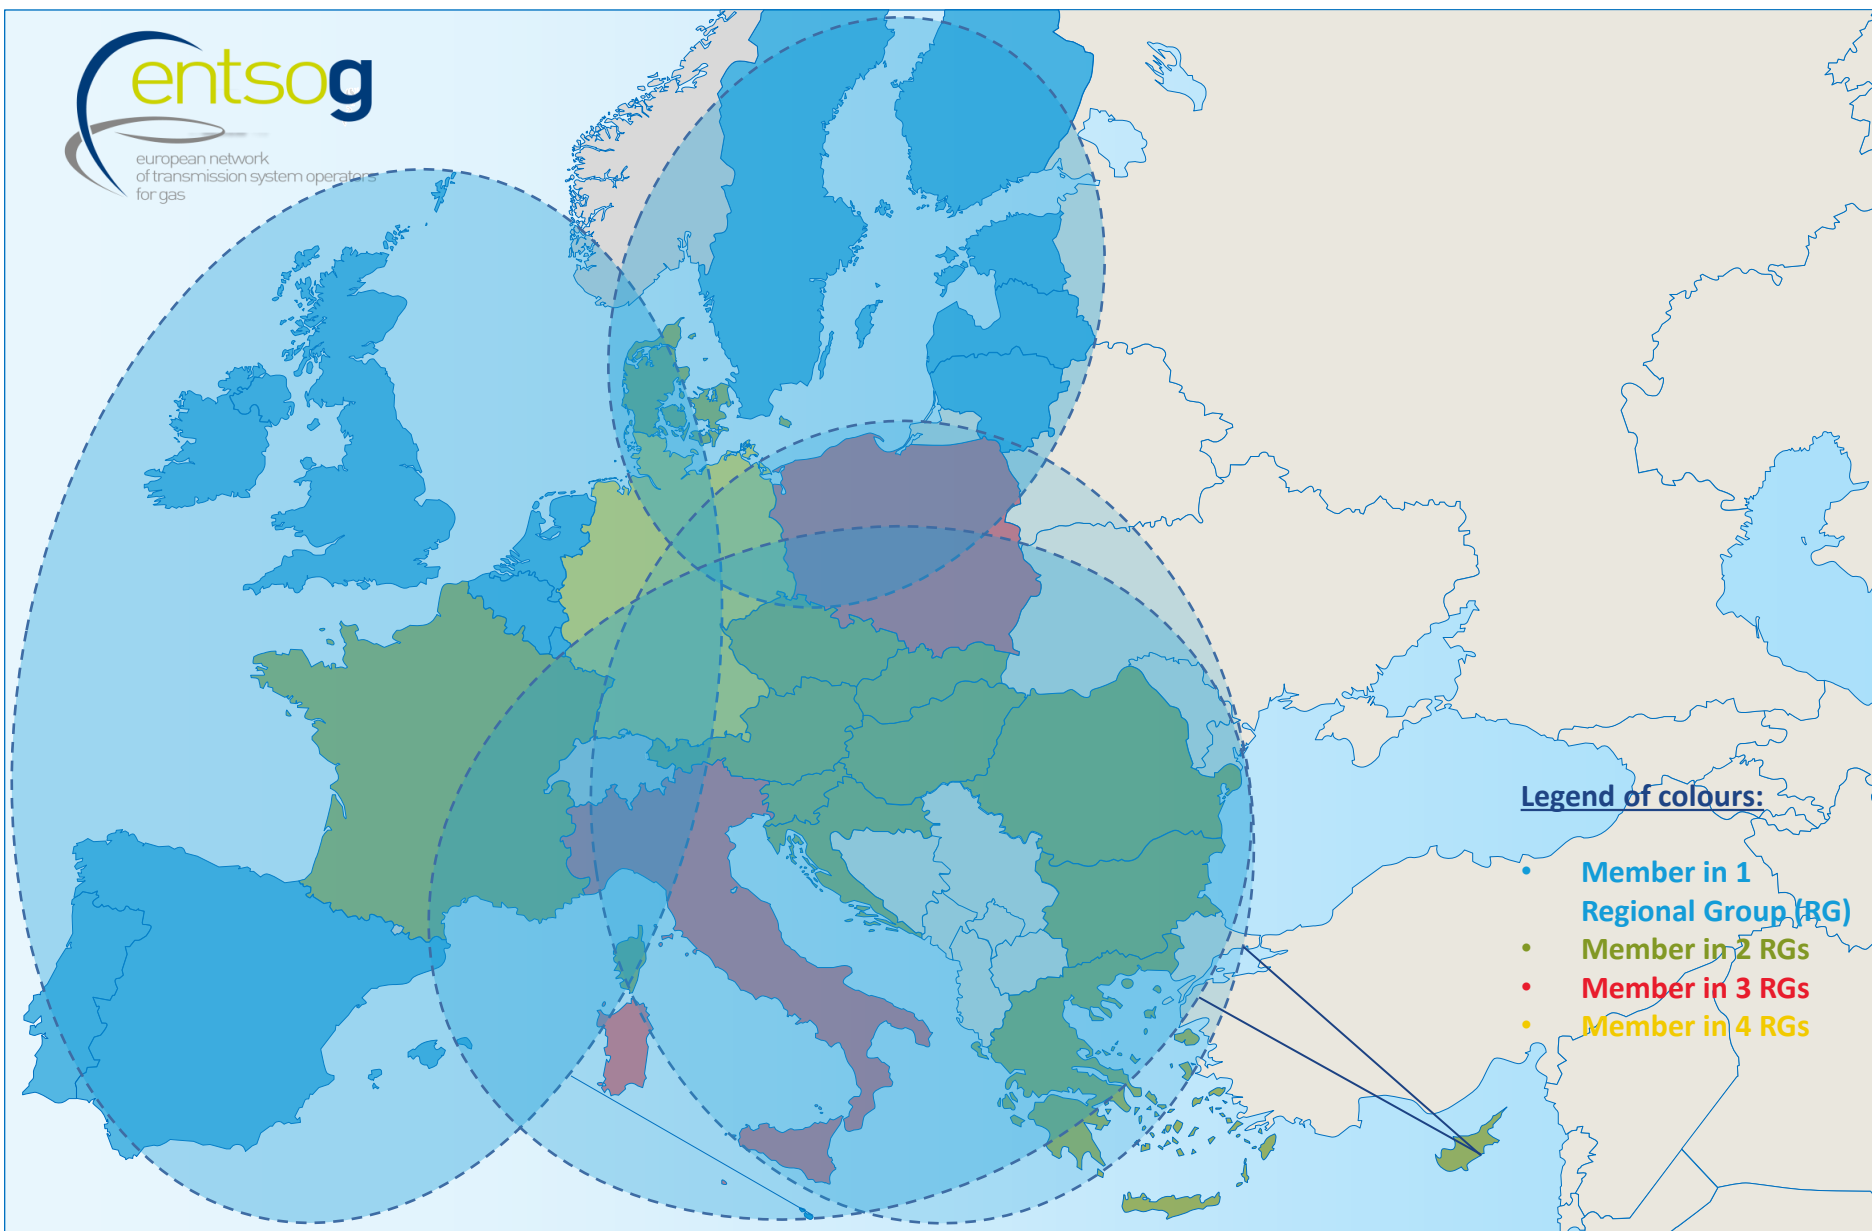 entsog
european network
of transmission system operators
for gas
Legend of colours:
• Member in 1
Regional Group (RG)
• Member in 2 RGs
• Member in 3 RGs
• Member in 4 RGs